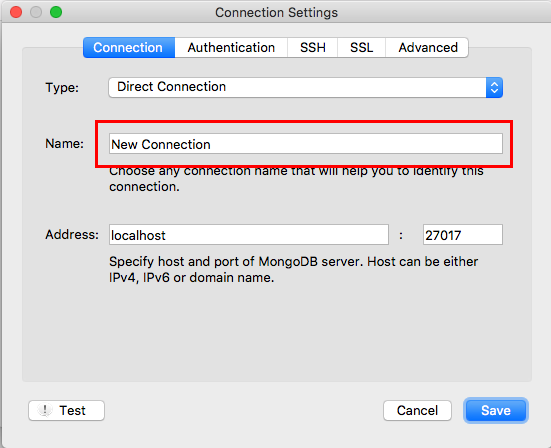 Connection Settings
Connection Authentication SSH SSL Advanced
Type: Direct Connection
Name: New Connection
Choose any connection name that will help you to identify this
connection.
Address: localhost : 27017
Specify host and port of MongoDB server. Host can be either
IPv4, IPv6 or domain name.
! Test Cancel Save